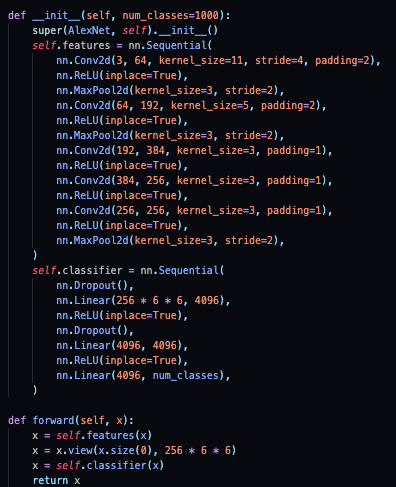 def __init__(self, num_classes=1000):
    super(AlexNet, self).__init__()
    self.features = nn.Sequential(
        nn.Conv2d(3, 64, kernel_size=11, stride=4, padding=2),
        nn.ReLU(inplace=True),
        nn.MaxPool2d(kernel_size=3, stride=2),
        nn.Conv2d(64, 192, kernel_size=5, padding=2),
        nn.ReLU(inplace=True),
        nn.MaxPool2d(kernel_size=3, stride=2),
        nn.Conv2d(192, 384, kernel_size=3, padding=1),
        nn.ReLU(inplace=True),
        nn.Conv2d(384, 256, kernel_size=3, padding=1),
        nn.ReLU(inplace=True),
        nn.Conv2d(256, 256, kernel_size=3, padding=1),
        nn.ReLU(inplace=True),
        nn.MaxPool2d(kernel_size=3, stride=2),
    )
    self.classifier = nn.Sequential(
        nn.Dropout(),
        nn.Linear(256 * 6 * 6, 4096),
        nn.ReLU(inplace=True),
        nn.Dropout(),
        nn.Linear(4096, 4096),
        nn.ReLU(inplace=True),
        nn.Linear(4096, num_classes),
    )

def forward(self, x):
    x = self.features(x)
    x = x.view(x.size(0), 256 * 6 * 6)
    x = self.classifier(x)
    return x